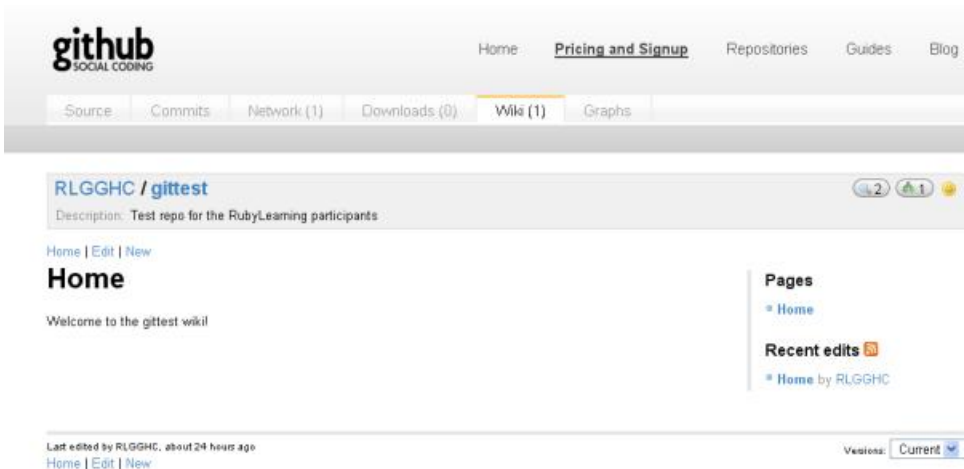 github
SOCIAL CODING
Home Pricing and Signup Repositories Guides Blog
Source Commits Network (1) Downloads (0) Wiki (1) Graphs
RLGGHC / gittest
2 1
Description: Test repo for the RubyLearning participants
Home | Edit | New
Home
Welcome to the gittest wiki!
Pages
Home
Recent edits
Home by RLGGHC
Last edited by RLGGHC, about 24 hours ago
Home | Edit | New
Versions: Current